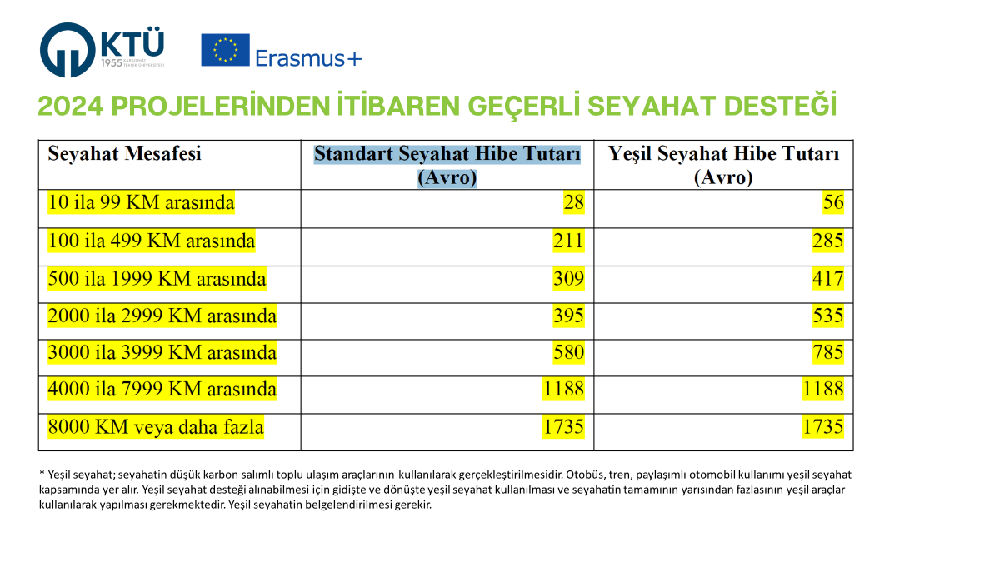 KTÜ
1955 KARADENİZ
TEKNİK ÜNİVERSİTESİ
Erasmus+
2024 PROJELERİNDEN İTİBAREN GEÇERLİ SEYAHAT DESTEĞİ
Seyahat Mesafesi
Standart Seyahat Hibe Tutarı
(Avro)
Yeşil Seyahat Hibe Tutarı
(Avro)
10 ila 99 KM arasında 28 56
100 ila 499 KM arasında 211 285
500 ila 1999 KM arasında 309 417
2000 ila 2999 KM arasında 395 535
3000 ila 3999 KM arasında 580 785
4000 ila 7999 KM arasında 1188 1188
8000 KM veya daha fazla 1735 1735
* Yeşil seyahat; seyahatin düşük karbon salımlı toplu ulaşım araçlarının kullanılarak gerçekleştirilmesidir. Otobüs, tren, paylaşımlı otomobil kullanımı yeşil seyahat
kapsamında yer alır. Yeşil seyahat desteği alınabilmesi için gidişte ve dönüşte yeşil seyahat kullanılması ve seyahatin tamamının yarısından fazlasının yeşil araçlar
kullanılarak yapılması gerekmektedir. Yeşil seyahatin belgelendirilmesi gerekir.